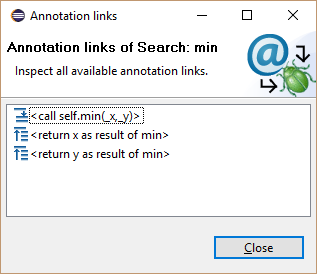 Annotation links
Annotation links of Search: min
Inspect all available annotation links.
<call self.min(_x,_y)>
<return x as result of min>
<return y as result of min>
Close